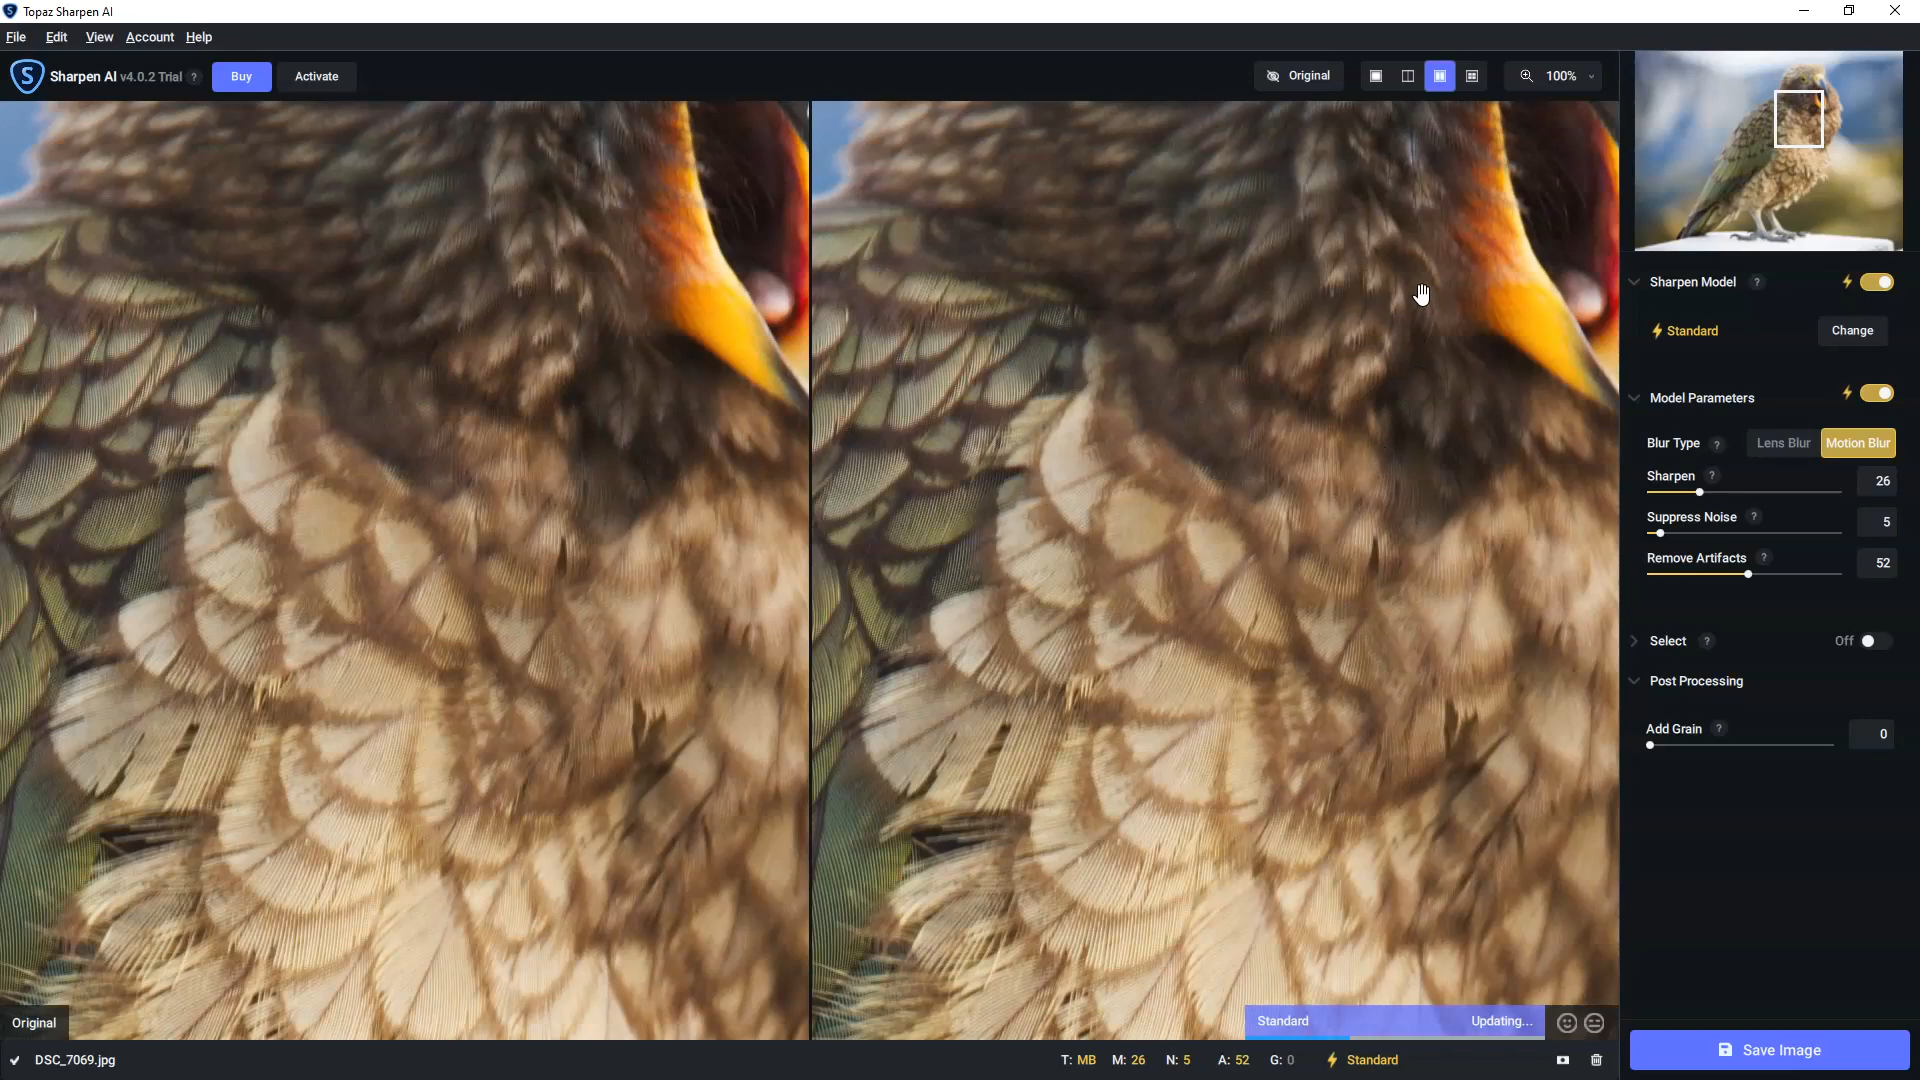 Topaz Sharpen AI
File Edit View Account Help
Sharpen AI v4.0.2 Trial ? Buy Activate Original 100%
Sharpen Model ?
Standard Change
Model Parameters
Blur Type ? Lens Blur Motion Blur
Sharpen ? 26
Suppress Noise ? 5
Remove Artifacts ? 52
Select ? Off
Post Processing
Add Grain ? 0
Original
Standard Updating...
DSC_7069.jpg T: MB M: 26 N: 5 A: 52 G: 0 Standard
Save Image